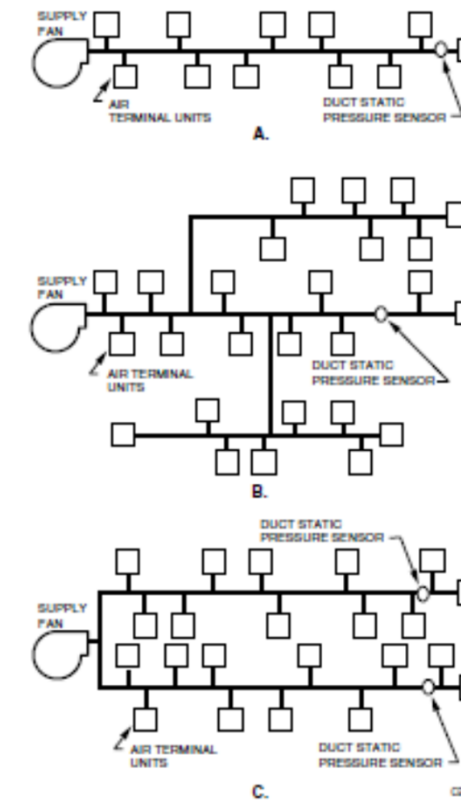 SUPPLY
FAN
AIR
TERMINAL UNITS
DUCT STATIC
PRESSURE SENSOR
A.
SUPPLY
FAN
AIR TERMINAL
UNITS
DUCT STATIC
PRESSURE SENSOR
B.
DUCT STATIC
PRESSURE SENSOR
SUPPLY
FAN
AIR TERMINAL
UNITS
DUCT STATIC
PRESSURE SENSOR
C.